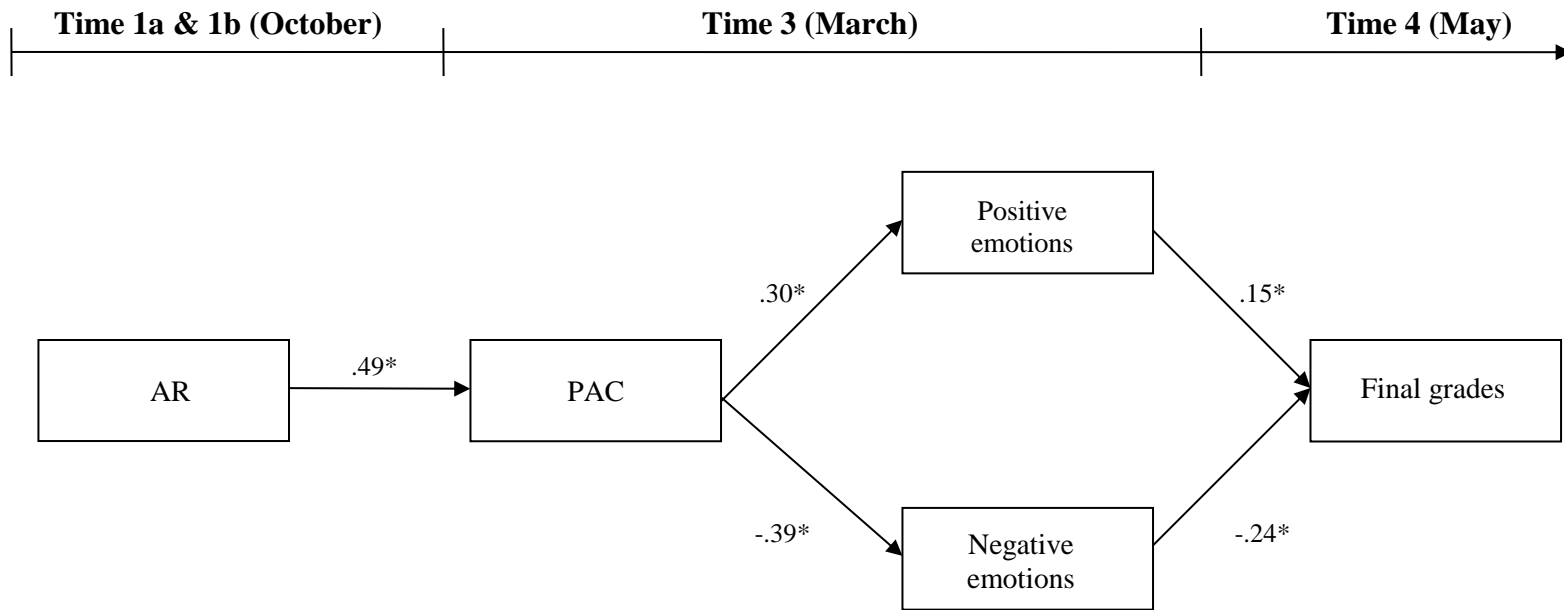 Time 1a & 1b (October)
Time 3 (March)
Time 4 (May)
Positive
emotions
.30*
.15*
AR
.49*
PAC
Final grades
-.39*
Negative
emotions
-.24*